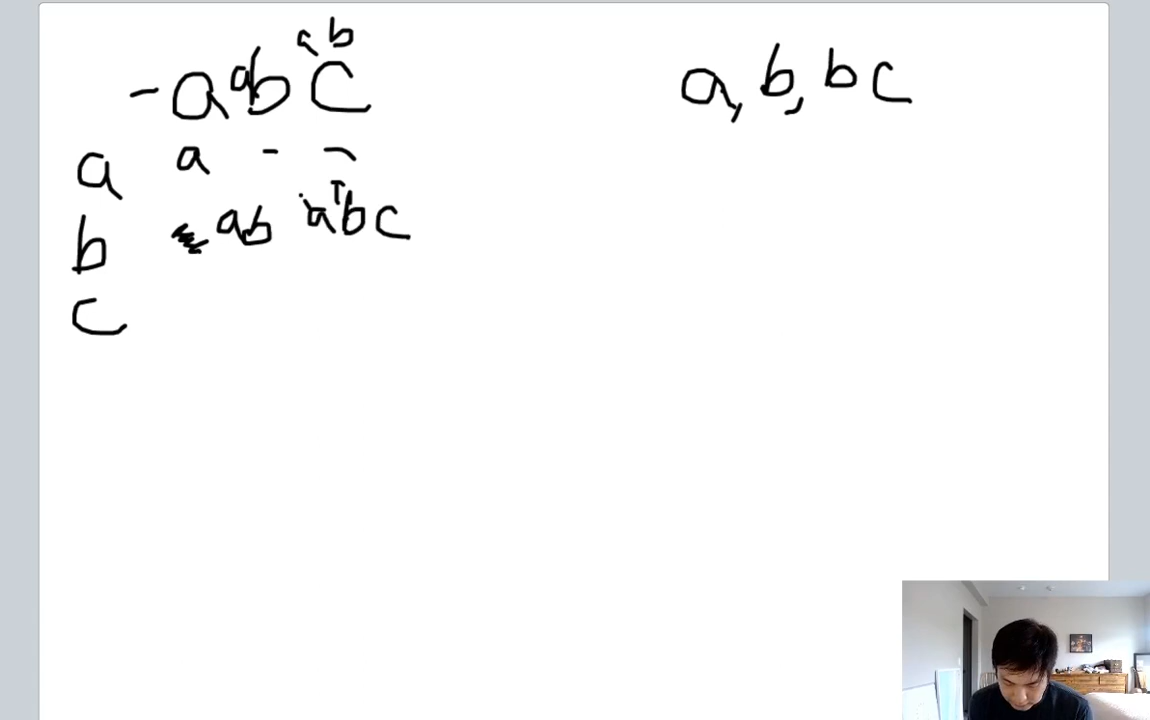 a b
- a ab c
a, b, bc
a a - -
b ab abc
c